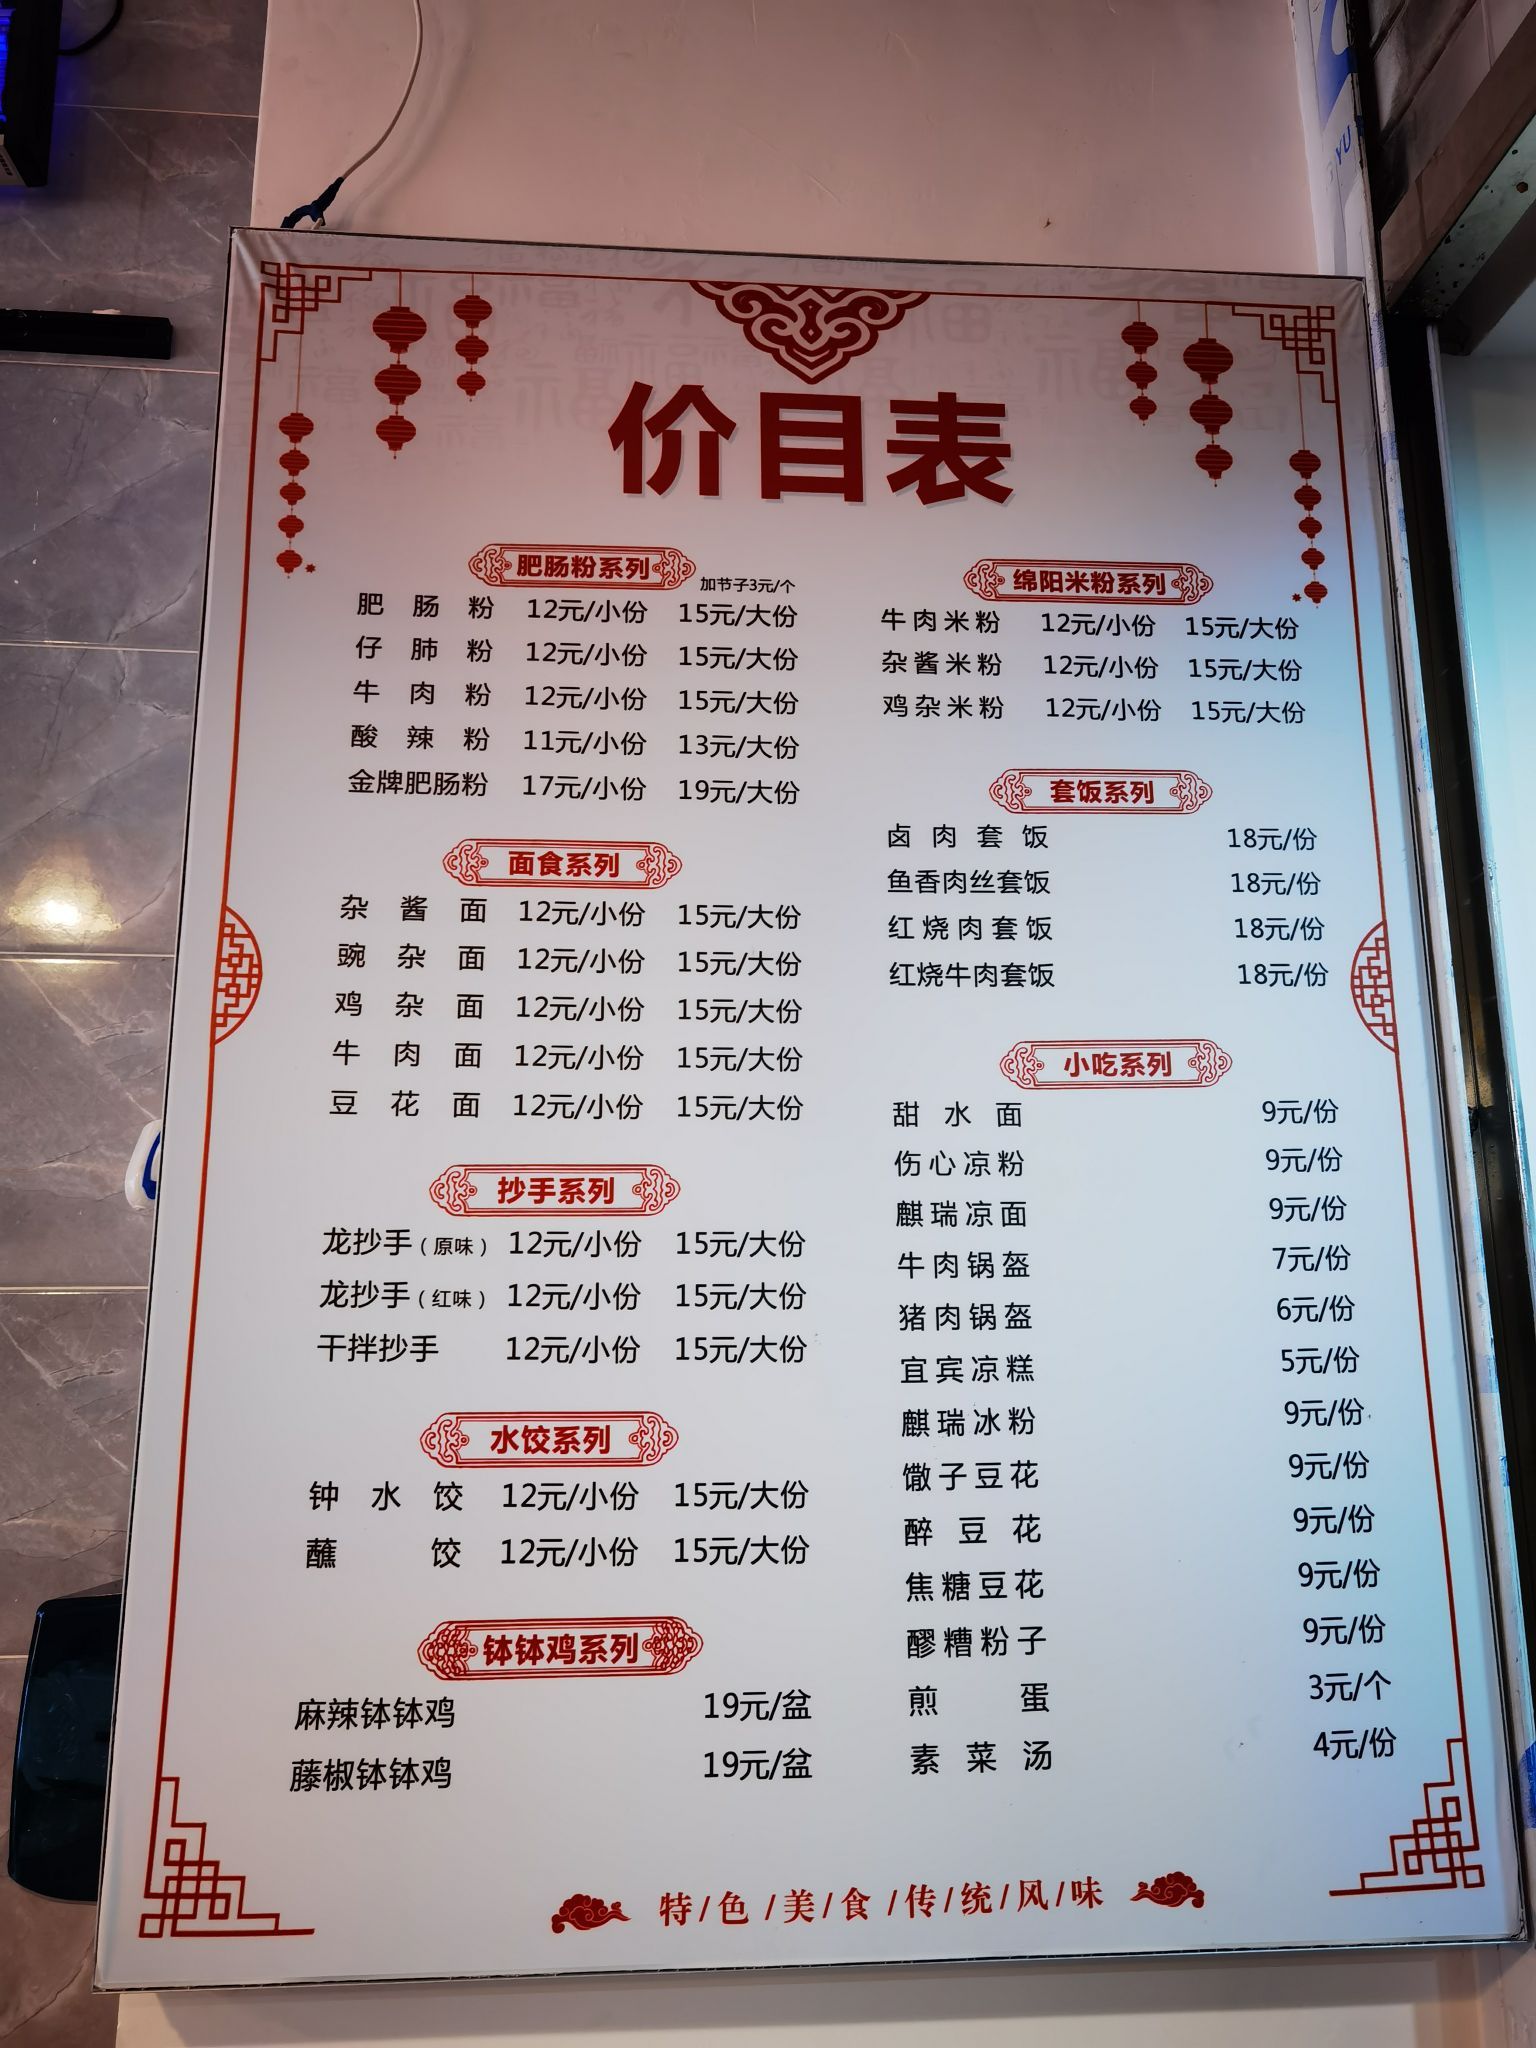 价目表
肥肠粉系列 加节子3元/个
肥肠粉 12元/小份 15元/大份
仔肺粉 12元/小份 15元/大份
牛肉粉 12元/小份 15元/大份
酸辣粉 11元/小份 13元/大份
金牌肥肠粉 17元/小份 19元/大份
面食系列
杂酱面 12元/小份 15元/大份
豌杂面 12元/小份 15元/大份
鸡杂面 12元/小份 15元/大份
牛肉面 12元/小份 15元/大份
豆花面 12元/小份 15元/大份
抄手系列
龙抄手（原味） 12元/小份 15元/大份
龙抄手（红味） 12元/小份 15元/大份
干拌抄手 12元/小份 15元/大份
水饺系列
钟水饺 12元/小份 15元/大份
蘸饺 12元/小份 15元/大份
钵钵鸡系列
麻辣钵钵鸡 19元/盆
藤椒钵钵鸡 19元/盆
绵阳米粉系列
牛肉米粉 12元/小份 15元/大份
杂酱米粉 12元/小份 15元/大份
鸡杂米粉 12元/小份 15元/大份
套饭系列
卤肉套饭 18元/份
鱼香肉丝套饭 18元/份
红烧肉套饭 18元/份
红烧牛肉套饭 18元/份
小吃系列
甜水面 9元/份
伤心凉粉 9元/份
麒瑞凉面 9元/份
牛肉锅盔 7元/份
猪肉锅盔 6元/份
宜宾凉糕 5元/份
麒瑞冰粉 9元/份
馓子豆花 9元/份
醉豆花 9元/份
焦糖豆花 9元/份
醪糟粉子 9元/份
煎蛋 3元/个
素菜汤 4元/份
特/色/美/食/传/统/风/味
YU